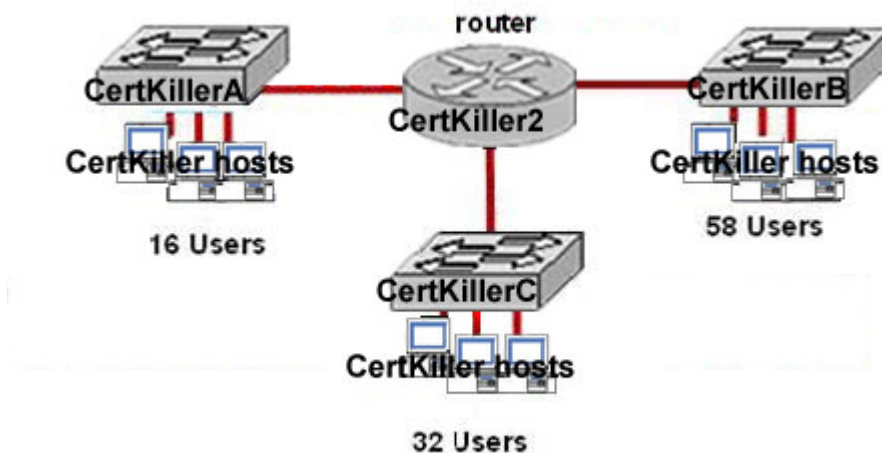 router
CertKillerA
CertKiller2
CertKillerB
CertKiller hosts
CertKiller hosts
16 Users
58 Users
CertKillerC
CertKiller hosts
32 Users